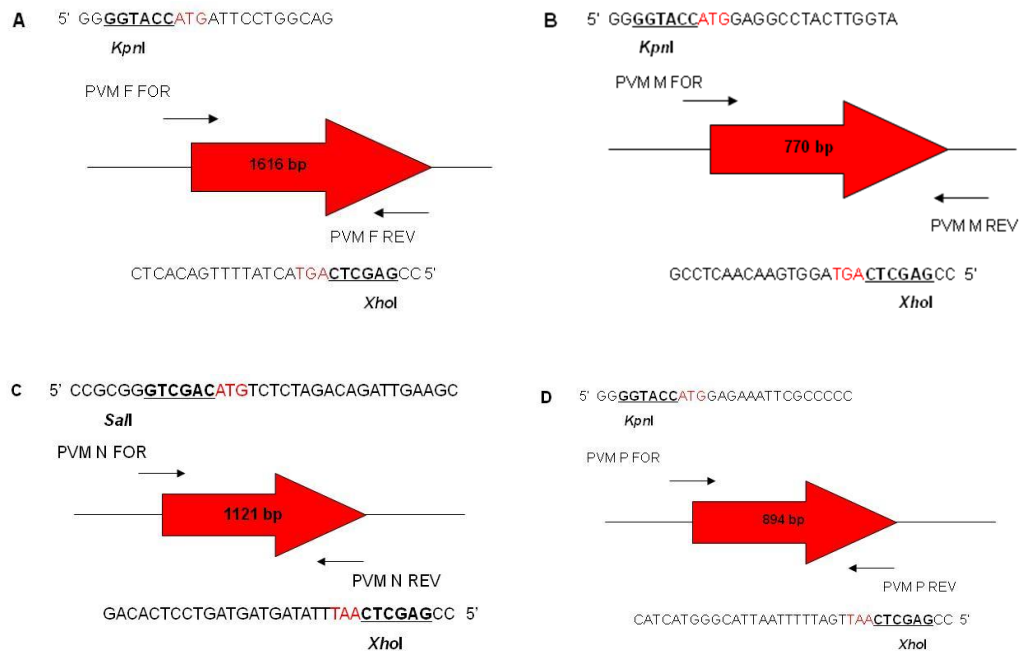 A
5' GGGGTACCATGATTCCTGGCAG
KpnI
PVM F FOR
1616 bp
PVM F REV
CTCACAGTTTTATCATGACTCGAGCC 5'
XhoI
B
5' GGGGTACCATGGAGGCCTACTTGGTA
KpnI
PVM M FOR
770 bp
PVM M REV
GCCTCAACAAGTGGATGACTCGAGCC 5'
XhoI
C
5' CCGCGGGTCGACATGTCTCTAGACAGATTGAAGC
SalI
PVM N FOR
1121 bp
PVM N REV
GACACTCCTGATGATGATATTTAACTCGAGCC 5'
XhoI
D
5' GGGGTACCATGGAGAAATTCGCCCCC
KpnI
PVM P FOR
894 bp
PVM P REV
CATCATGGGCATTAATTTTTAGTTAACTCGAGCC 5'
XhoI